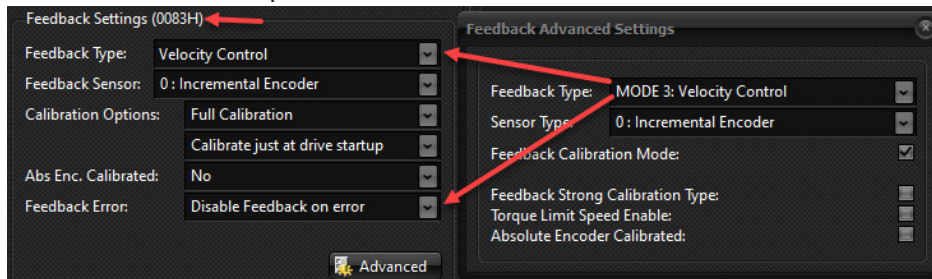 Feedback Settings (0083H)
Feedback Type: Velocity Control
Feedback Sensor: 0 : Incremental Encoder
Calibration Options: Full Calibration
Calibrate just at drive startup
Abs Enc. Calibrated: No
Feedback Error: Disable Feedback on error
Advanced
Feedback Advanced Settings
Feedback Type: MODE 3: Velocity Control
Sensor Type: 0 : Incremental Encoder
Feedback Calibration Mode:
Feedback Strong Calibration Type:
Torque Limit Speed Enable:
Absolute Encoder Calibrated: